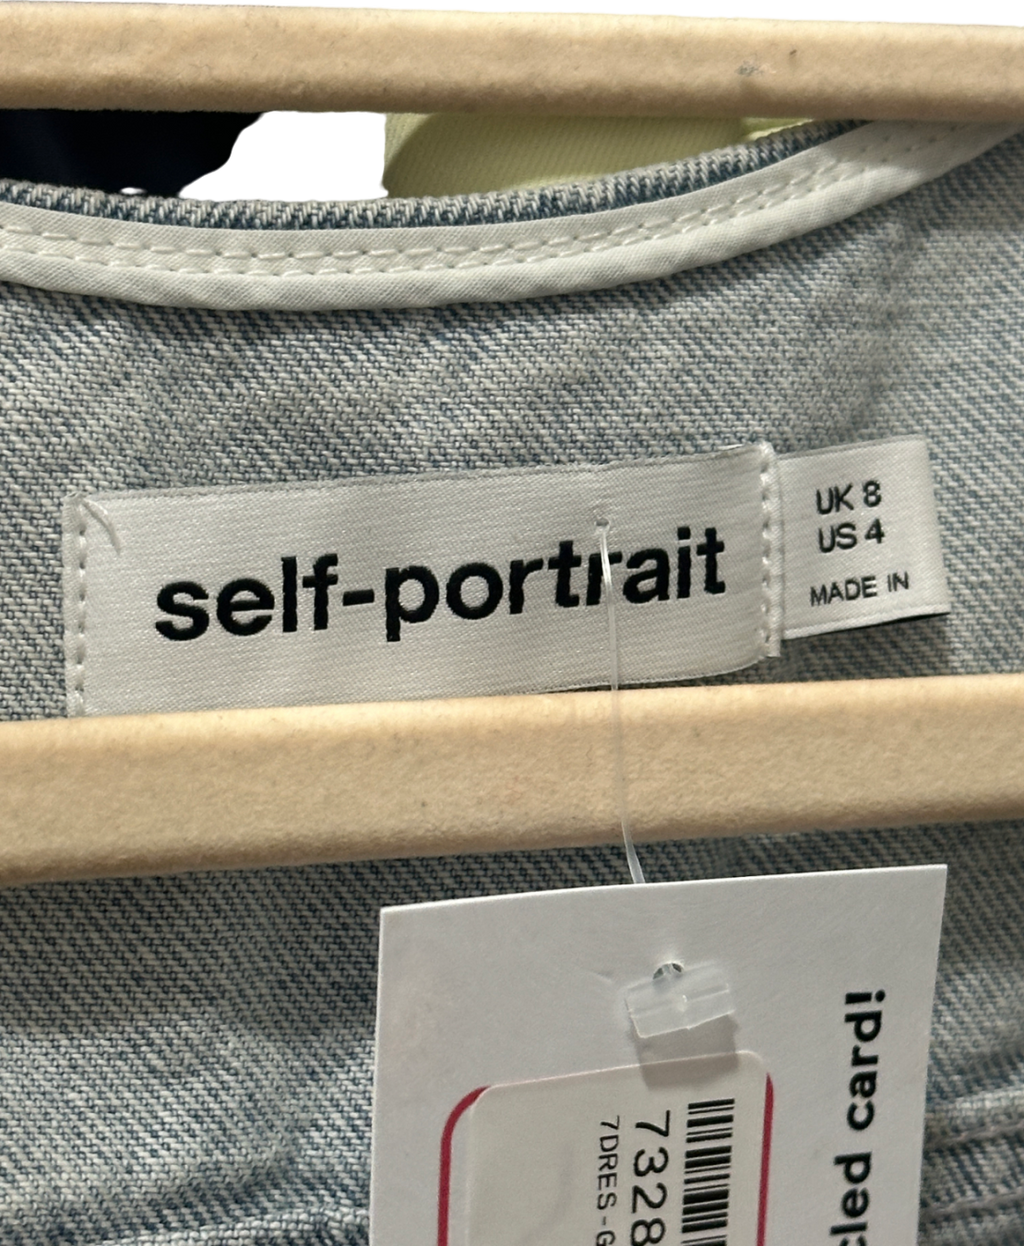 self-portrait
UK 8
US 4
MADE IN
cled card!
7328
7DRES-G